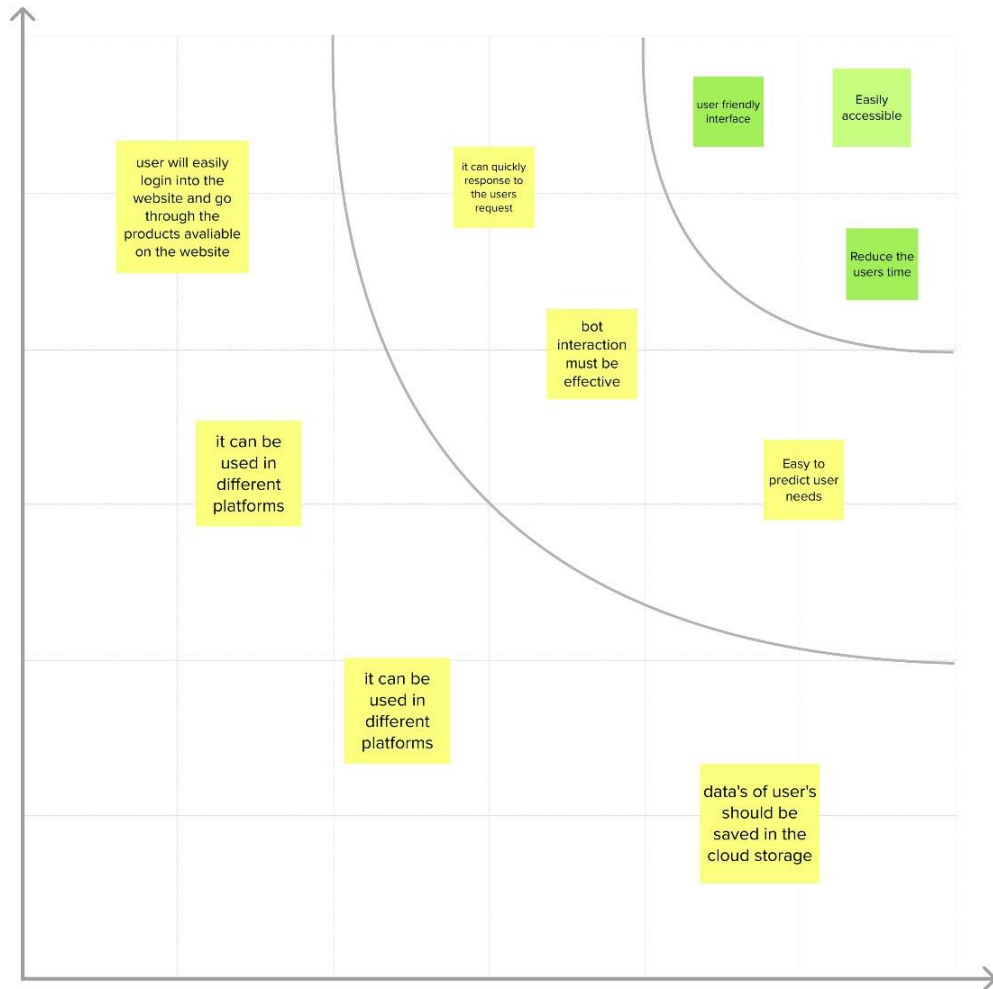 user friendly
interface
Easily
accessible
user will easily
login into the
website and go
through the
products avaliable
on the website
it can quickly
response to
the users
request
Reduce the
users time
bot
interaction
must be
effective
it can be
used in
different
platforms
Easy to
predict user
needs
it can be
used in
different
platforms
data's of user's
should be
saved in the
cloud storage